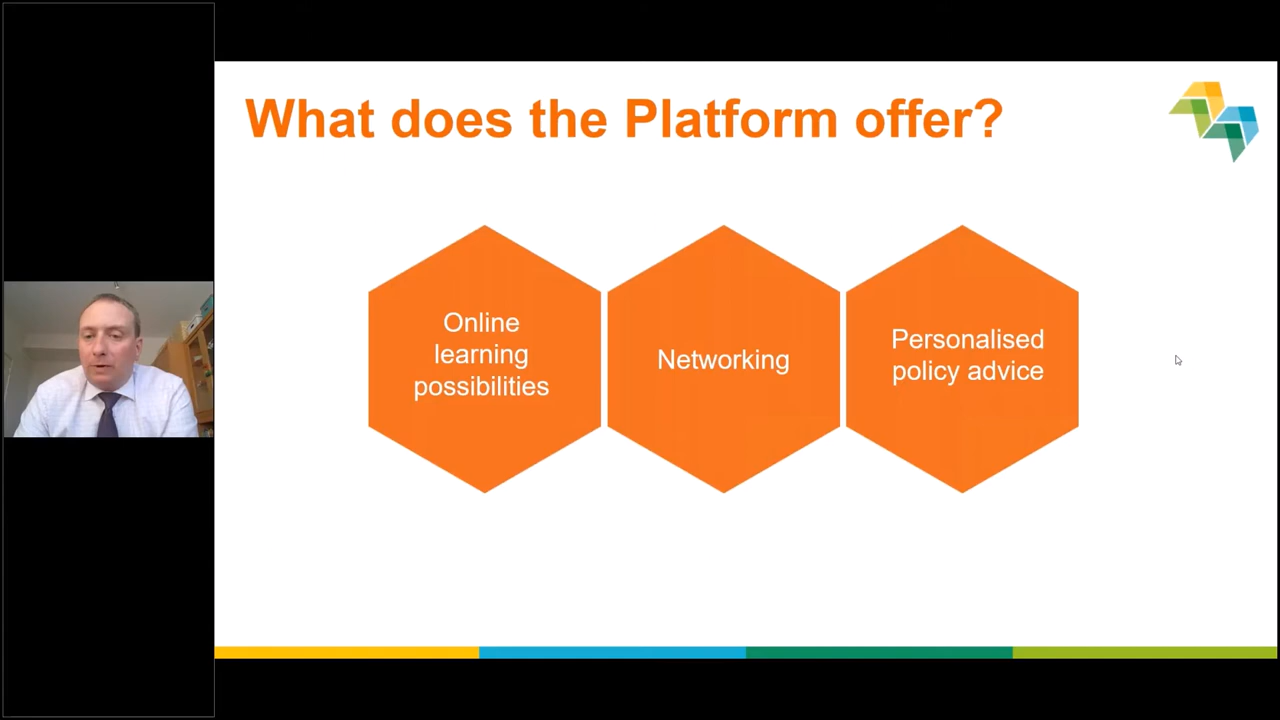 What does the Platform offer?
Online
learning
possibilities
Networking
Personalised
policy advice